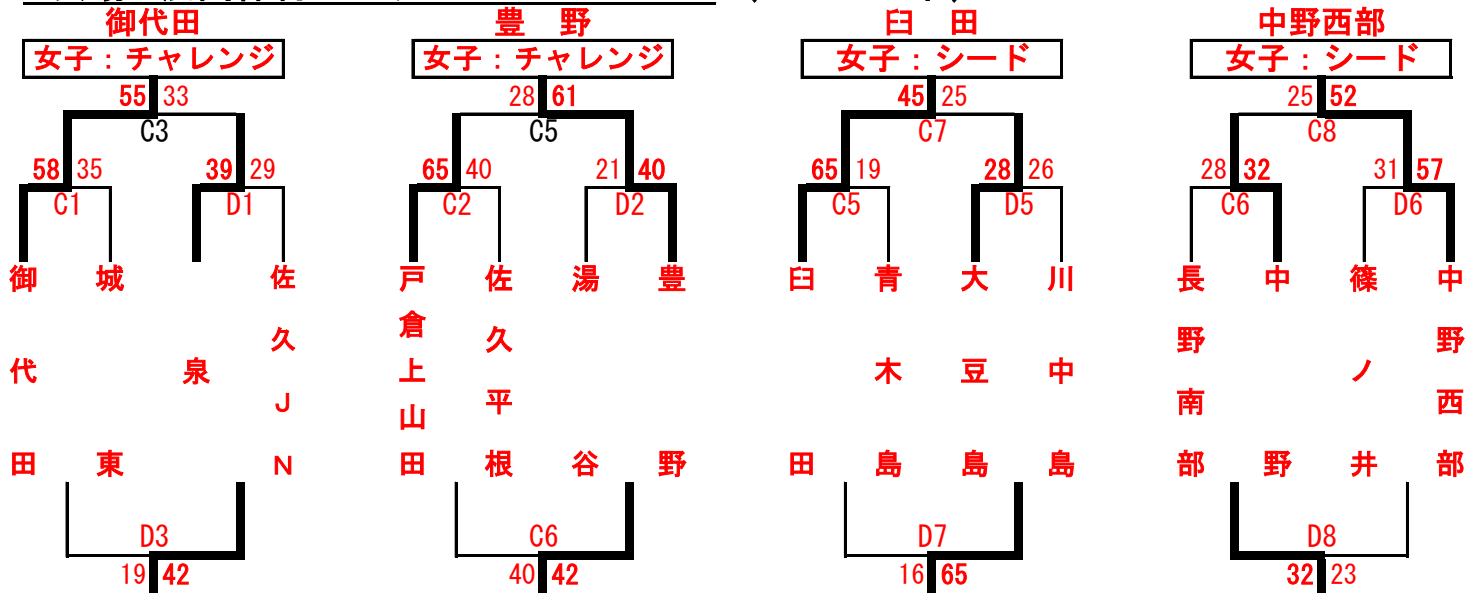 御代田 豊 野 臼 田 中野西部
女子：チャレンジ 女子：チャレンジ 女子：シード 女子：シード
55 33 28 61 45 25 25 52
C3 C5 C7 C8
58 35 39 29 65 40 21 40 65 19 28 26 28 32 31 57
C1 D1 C2 D2 C5 D5 C6 D6
御代田 城東 泉 佐久JN 戸倉上山田 佐久平根 湯谷 豊野 臼田 青木島 大豆島 川中島 長野南部 中野 篠ノ井 中野西部
D3 C6 D7 D8
19 42 40 42 16 65 32 23